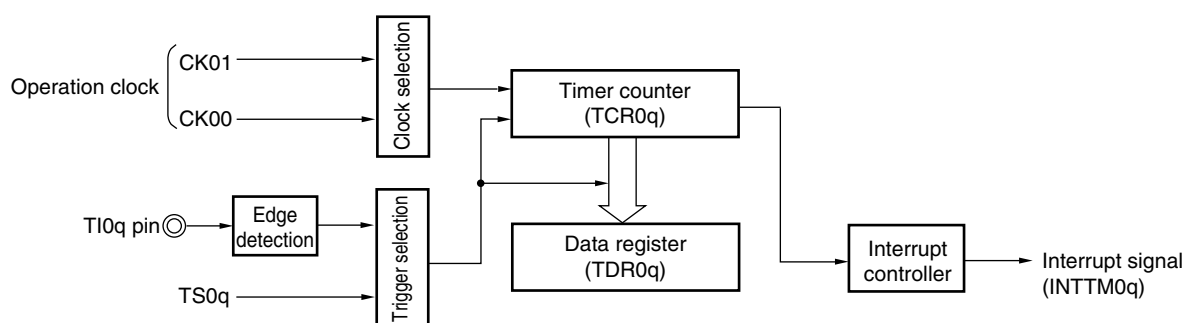 Operation clock
CK01
CK00
Clock selection
Timer counter
(TCR0q)
TI0q pin
Edge
detection
TS0q
Trigger selection
Data register
(TDR0q)
Interrupt
controller
Interrupt signal
(INTTM0q)